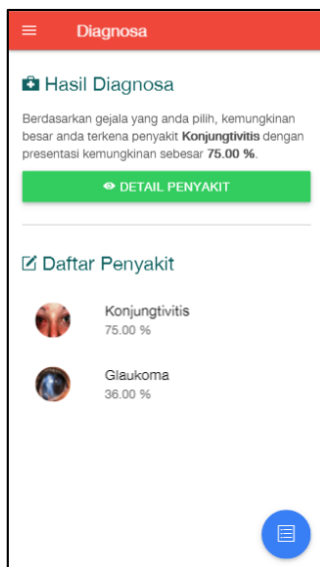 Diagnosa
Hasil Diagnosa
Berdasarkan gejala yang anda pilih, kemungkinan
besar anda terkena penyakit Konjungtivitis dengan
presentasi kemungkinan sebesar 75.00 %.
DETAIL PENYAKIT
Daftar Penyakit
Konjungtivitis
75.00 %
Glaukoma
36.00 %